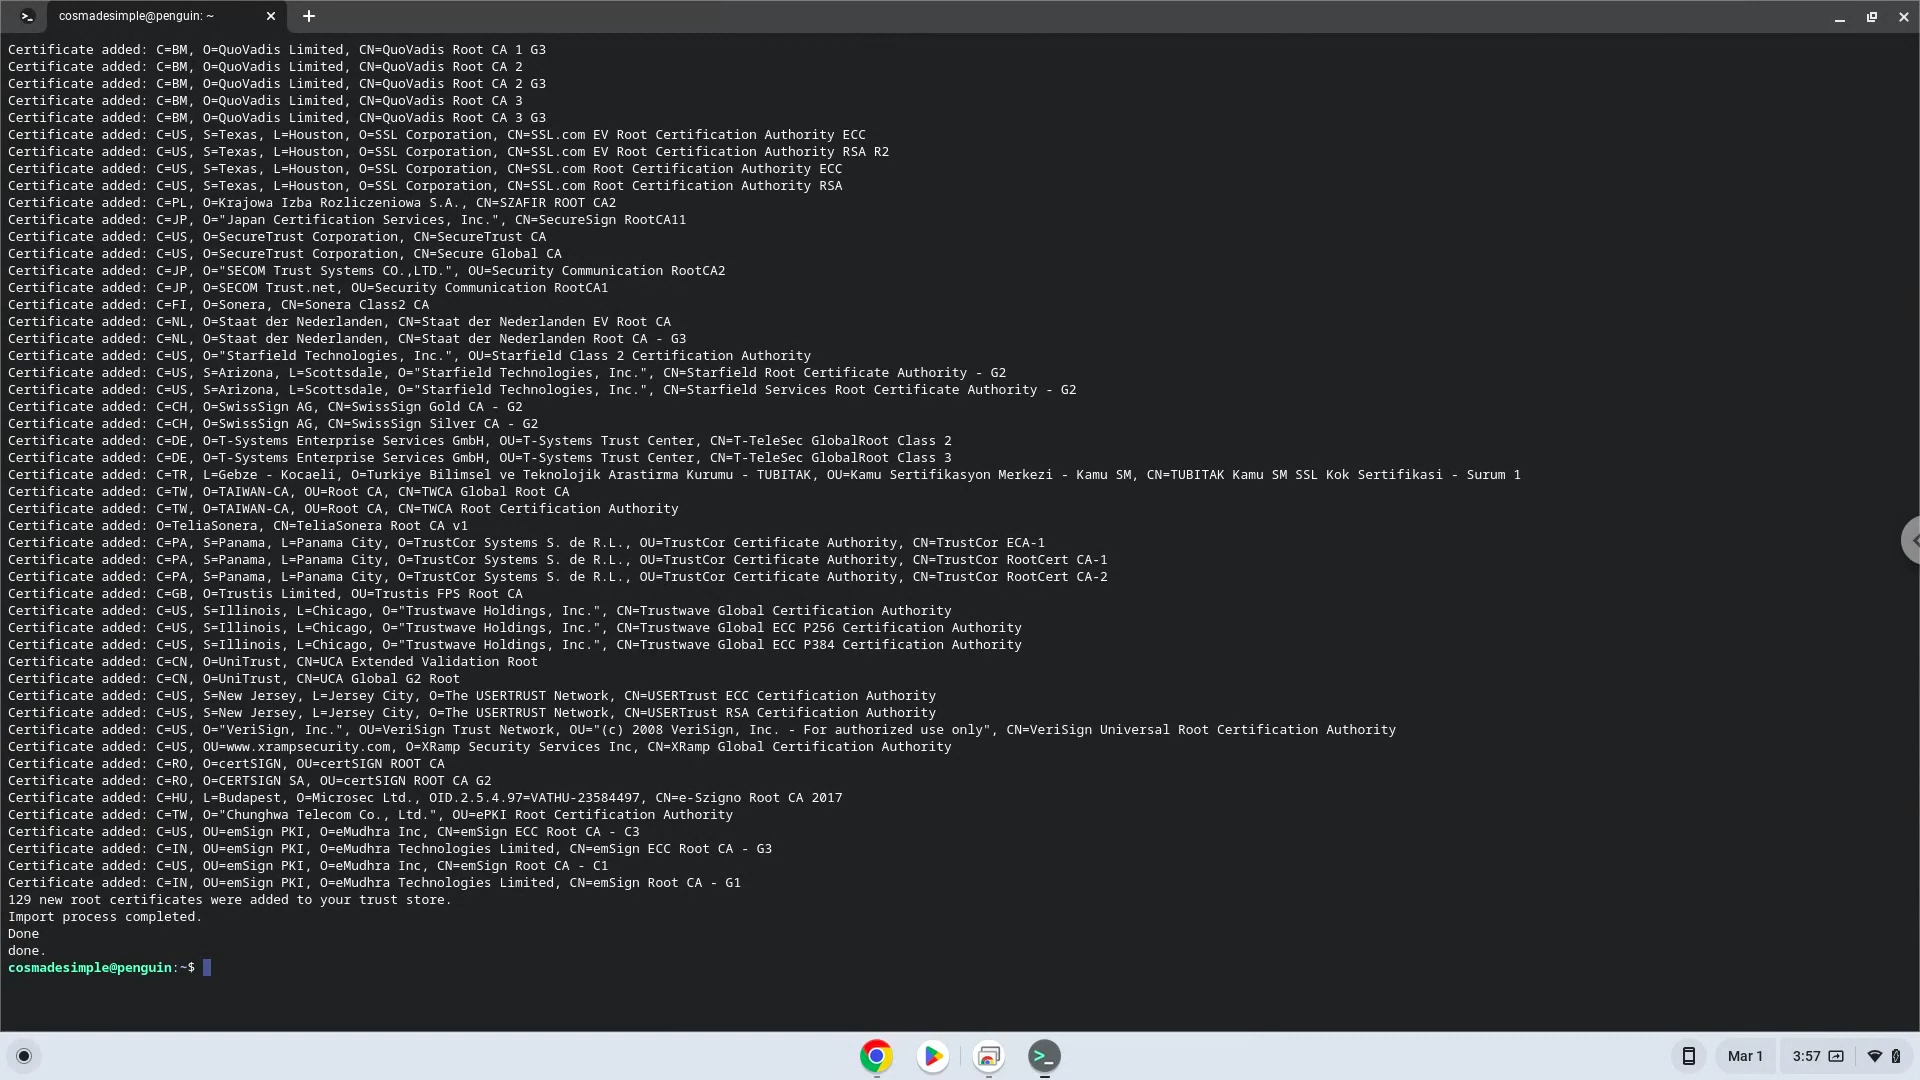 cosmadesimple@penguin: ~
Certificate added: C=BM, O=QuoVadis Limited, CN=QuoVadis Root CA 1 G3
Certificate added: C=BM, O=QuoVadis Limited, CN=QuoVadis Root CA 2
Certificate added: C=BM, O=QuoVadis Limited, CN=QuoVadis Root CA 2 G3
Certificate added: C=BM, O=QuoVadis Limited, CN=QuoVadis Root CA 3
Certificate added: C=BM, O=QuoVadis Limited, CN=QuoVadis Root CA 3 G3
Certificate added: C=US, S=Texas, L=Houston, O=SSL Corporation, CN=SSL.com EV Root Certification Authority ECC
Certificate added: C=US, S=Texas, L=Houston, O=SSL Corporation, CN=SSL.com EV Root Certification Authority RSA R2
Certificate added: C=US, S=Texas, L=Houston, O=SSL Corporation, CN=SSL.com Root Certification Authority ECC
Certificate added: C=US, S=Texas, L=Houston, O=SSL Corporation, CN=SSL.com Root Certification Authority RSA
Certificate added: C=PL, O=Krajowa Izba Rozliczeniowa S.A., CN=SZAFIR ROOT CA2
Certificate added: C=JP, O="Japan Certification Services, Inc.", CN=SecureSign RootCA11
Certificate added: C=US, O=SecureTrust Corporation, CN=SecureTrust CA
Certificate added: C=US, O=SecureTrust Corporation, CN=Secure Global CA
Certificate added: C=JP, O="SECOM Trust Systems CO.,LTD.", OU=Security Communication RootCA2
Certificate added: C=JP, O=SECOM Trust.net, OU=Security Communication RootCA1
Certificate added: C=FI, O=Sonera, CN=Sonera Class2 CA
Certificate added: C=NL, O=Staat der Nederlanden, CN=Staat der Nederlanden EV Root CA
Certificate added: C=NL, O=Staat der Nederlanden, CN=Staat der Nederlanden Root CA - G3
Certificate added: C=US, O="Starfield Technologies, Inc.", OU=Starfield Class 2 Certification Authority
Certificate added: C=US, S=Arizona, L=Scottsdale, O="Starfield Technologies, Inc.", CN=Starfield Root Certificate Authority - G2
Certificate added: C=US, S=Arizona, L=Scottsdale, O="Starfield Technologies, Inc.", CN=Starfield Services Root Certificate Authority - G2
Certificate added: C=CH, O=SwissSign AG, CN=SwissSign Gold CA - G2
Certificate added: C=CH, O=SwissSign AG, CN=SwissSign Silver CA - G2
Certificate added: C=DE, O=T-Systems Enterprise Services GmbH, OU=T-Systems Trust Center, CN=T-TeleSec GlobalRoot Class 2
Certificate added: C=DE, O=T-Systems Enterprise Services GmbH, OU=T-Systems Trust Center, CN=T-TeleSec GlobalRoot Class 3
Certificate added: C=TR, L=Gebze - Kocaeli, O=Turkiye Bilimsel ve Teknolojik Arastirma Kurumu - TUBITAK, OU=Kamu Sertifikasyon Merkezi - Kamu SM, CN=TUBITAK Kamu SM SSL Kok Sertifikasi - Surum 1
Certificate added: C=TW, O=TAIWAN-CA, OU=Root CA, CN=TWCA Global Root CA
Certificate added: C=TW, O=TAIWAN-CA, OU=Root CA, CN=TWCA Root Certification Authority
Certificate added: O=TeliaSonera, CN=TeliaSonera Root CA v1
Certificate added: C=PA, S=Panama, L=Panama City, O=TrustCor Systems S. de R.L., OU=TrustCor Certificate Authority, CN=TrustCor ECA-1
Certificate added: C=PA, S=Panama, L=Panama City, O=TrustCor Systems S. de R.L., OU=TrustCor Certificate Authority, CN=TrustCor RootCert CA-1
Certificate added: C=PA, S=Panama, L=Panama City, O=TrustCor Systems S. de R.L., OU=TrustCor Certificate Authority, CN=TrustCor RootCert CA-2
Certificate added: C=GB, O=Trustis Limited, OU=Trustis FPS Root CA
Certificate added: C=US, S=Illinois, L=Chicago, O="Trustwave Holdings, Inc.", CN=Trustwave Global Certification Authority
Certificate added: C=US, S=Illinois, L=Chicago, O="Trustwave Holdings, Inc.", CN=Trustwave Global ECC P256 Certification Authority
Certificate added: C=US, S=Illinois, L=Chicago, O="Trustwave Holdings, Inc.", CN=Trustwave Global ECC P384 Certification Authority
Certificate added: C=CN, O=UniTrust, CN=UCA Extended Validation Root
Certificate added: C=CN, O=UniTrust, CN=UCA Global G2 Root
Certificate added: C=US, S=New Jersey, L=Jersey City, O=The USERTRUST Network, CN=USERTrust ECC Certification Authority
Certificate added: C=US, S=New Jersey, L=Jersey City, O=The USERTRUST Network, CN=USERTrust RSA Certification Authority
Certificate added: C=US, O="VeriSign, Inc.", OU=VeriSign Trust Network, OU="(c) 2008 VeriSign, Inc. - For authorized use only", CN=VeriSign Universal Root Certification Authority
Certificate added: C=US, OU=www.xrampsecurity.com, O=XRamp Security Services Inc, CN=XRamp Global Certification Authority
Certificate added: C=RO, O=certSIGN, OU=certSIGN ROOT CA
Certificate added: C=RO, O=CERTSIGN SA, OU=certSIGN ROOT CA G2
Certificate added: C=HU, L=Budapest, O=Microsec Ltd., OID.2.5.4.97=VATHU-23584497, CN=e-Szigno Root CA 2017
Certificate added: C=TW, O="Chunghwa Telecom Co., Ltd.", OU=ePKI Root Certification Authority
Certificate added: C=US, OU=emSign PKI, O=eMudhra Inc, CN=emSign ECC Root CA - C3
Certificate added: C=IN, OU=emSign PKI, O=eMudhra Technologies Limited, CN=emSign ECC Root CA - G3
Certificate added: C=US, OU=emSign PKI, O=eMudhra Inc, CN=emSign Root CA - C1
Certificate added: C=IN, OU=emSign PKI, O=eMudhra Technologies Limited, CN=emSign Root CA - G1
129 new root certificates were added to your trust store.
Import process completed.
Done
done.
cosmadesimple@penguin:~$
Mar 1
3:57